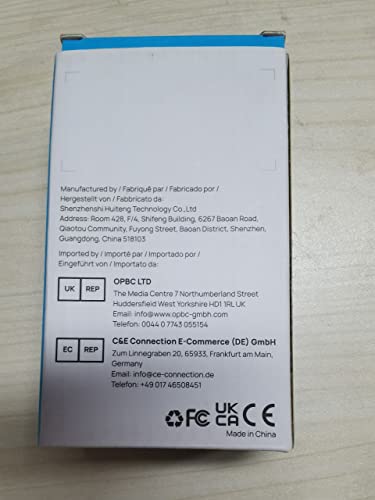 Manufactured by / Fabriqué par / Fabricado por /
Hergestellt von / Fabbricato da:
Shenzhenshi Huiteng Technology Co.,Ltd
Address: Room 428, F/4, Shifeng Building, 6267 Baoan Road,
Qiaotou Community, Fuyong Street, Baoan District, Shenzhen,
Guangdong, China 518103
Imported by / Importé par / Importado por /
Eingeführt von / Importato da:
UK REP
OPBC LTD
The Media Centre 7 Northumberland Street
Huddersfield West Yorkshire HD1 1RL UK
Email: info@www.opbc-gmbh.com
Telefono: 0044 0 7743 055154
EC REP
C&E Connection E-Commerce (DE) GmbH
Zum Linnegraben 20, 65933, Frankfurt am Main,
Germany
Email: info@ce-connection.de
Telefon: +49 017 46508451
FC UK CA CE
Made in China